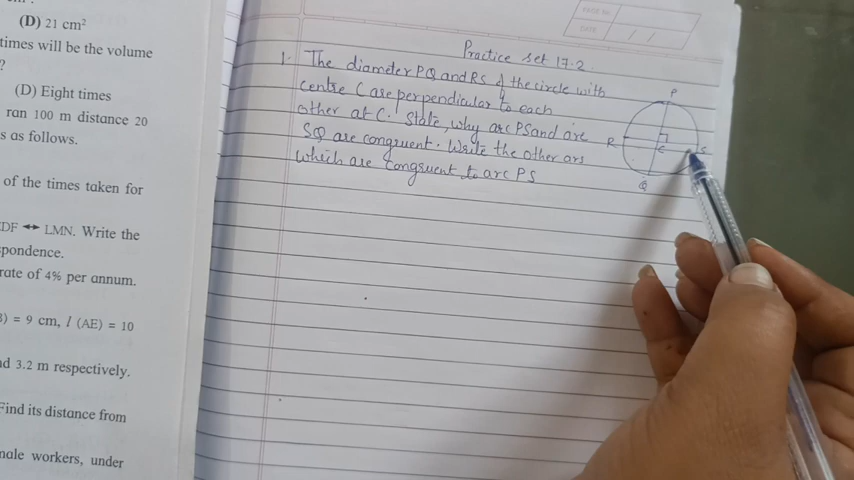 (D) 21 cm²
times will be the volume
?
(D) Eight times
ran 100 m distance 20
s as follows.
of the times taken for
DF ↔ LMN. Write the
spondence.
rate of 4% per annum.
) = 9 cm, l (AE) = 10
nd 3.2 m respectively.
Find its distance from
male workers, under
DATE
Practice set 17.2
1. The diameter PQ and RS of the circle with
centre C are perpendicular to each
other at C. State, why arc PS and arc
SQ are congruent. Write the other ars
which are congruent to arc PS
P
R
C
S
Q